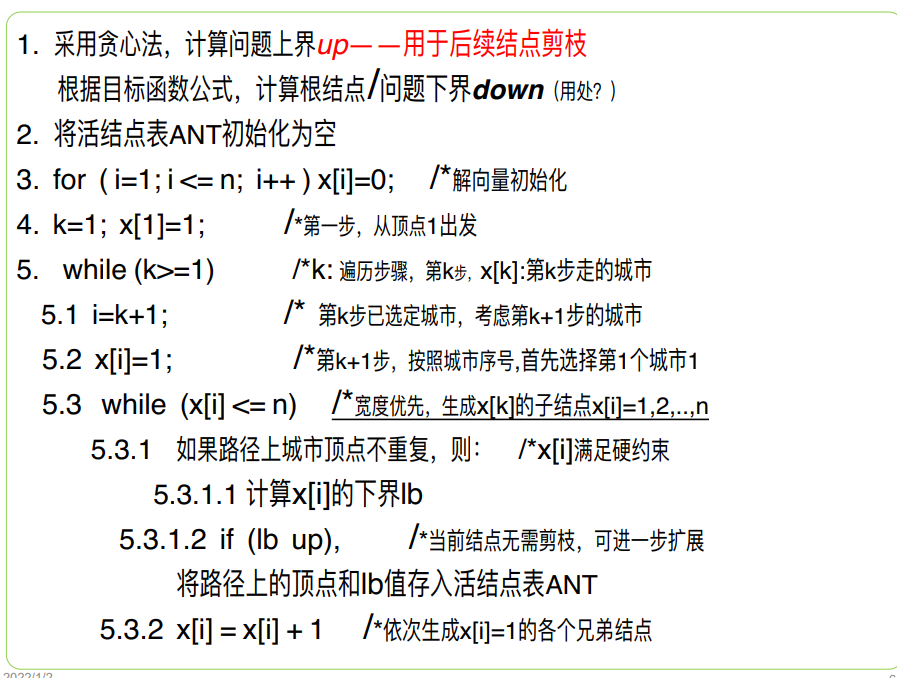 1. 采用贪心法，计算问题上界up——用于后续结点剪枝
根据目标函数公式，计算根结点/问题下界down（用处？）
2. 将活结点表ANT初始化为空
3. for ( i=1; i <= n; i++ ) x[i]=0; /*解向量初始化
4. k=1; x[1]=1; /*第一步，从顶点1出发
5. while (k>=1) /*k: 遍历步骤，第k步，x[k]:第k步走的城市
5.1 i=k+1; /* 第k步已选定城市，考虑第k+1步的城市
5.2 x[i]=1; /*第k+1步，按照城市序号,首先选择第1个城市1
5.3 while (x[i] <= n) /*宽度优先，生成x[k]的子结点x[i]=1,2,..,n
5.3.1 如果路径上城市顶点不重复，则： /*x[i]满足硬约束
5.3.1.1 计算x[i]的下界lb
5.3.1.2 if (lb up), /*当前结点无需剪枝，可进一步扩展
将路径上的顶点和lb值存入活结点表ANT
5.3.2 x[i] = x[i] + 1 /*依次生成x[i]=1的各个兄弟结点
2022/1/2